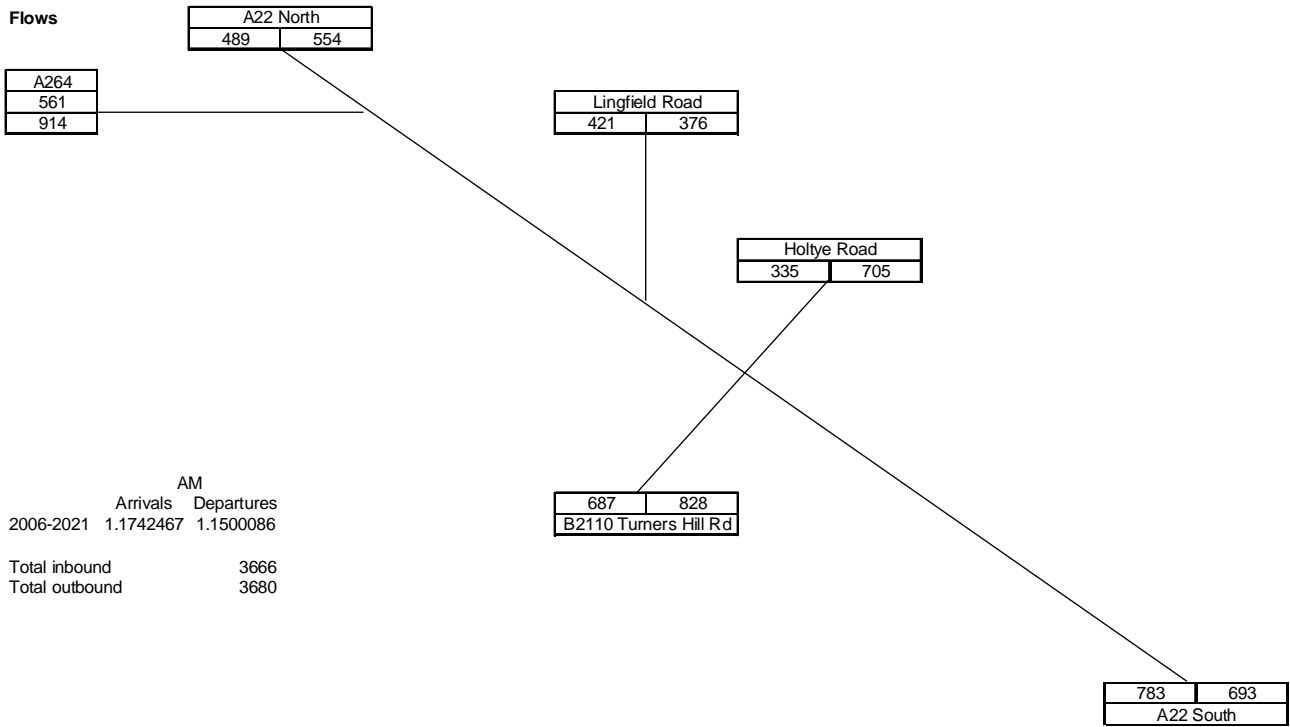 Flows
A22 North
489 554
A264
561
914
Lingfield Road
421 376
Holtye Road
335 705
AM
Arrivals Departures
2006-2021 1.1742467 1.1500086
Total inbound 3666
Total outbound 3680
687 828
B2110 Turners Hill Rd
783 693
A22 South